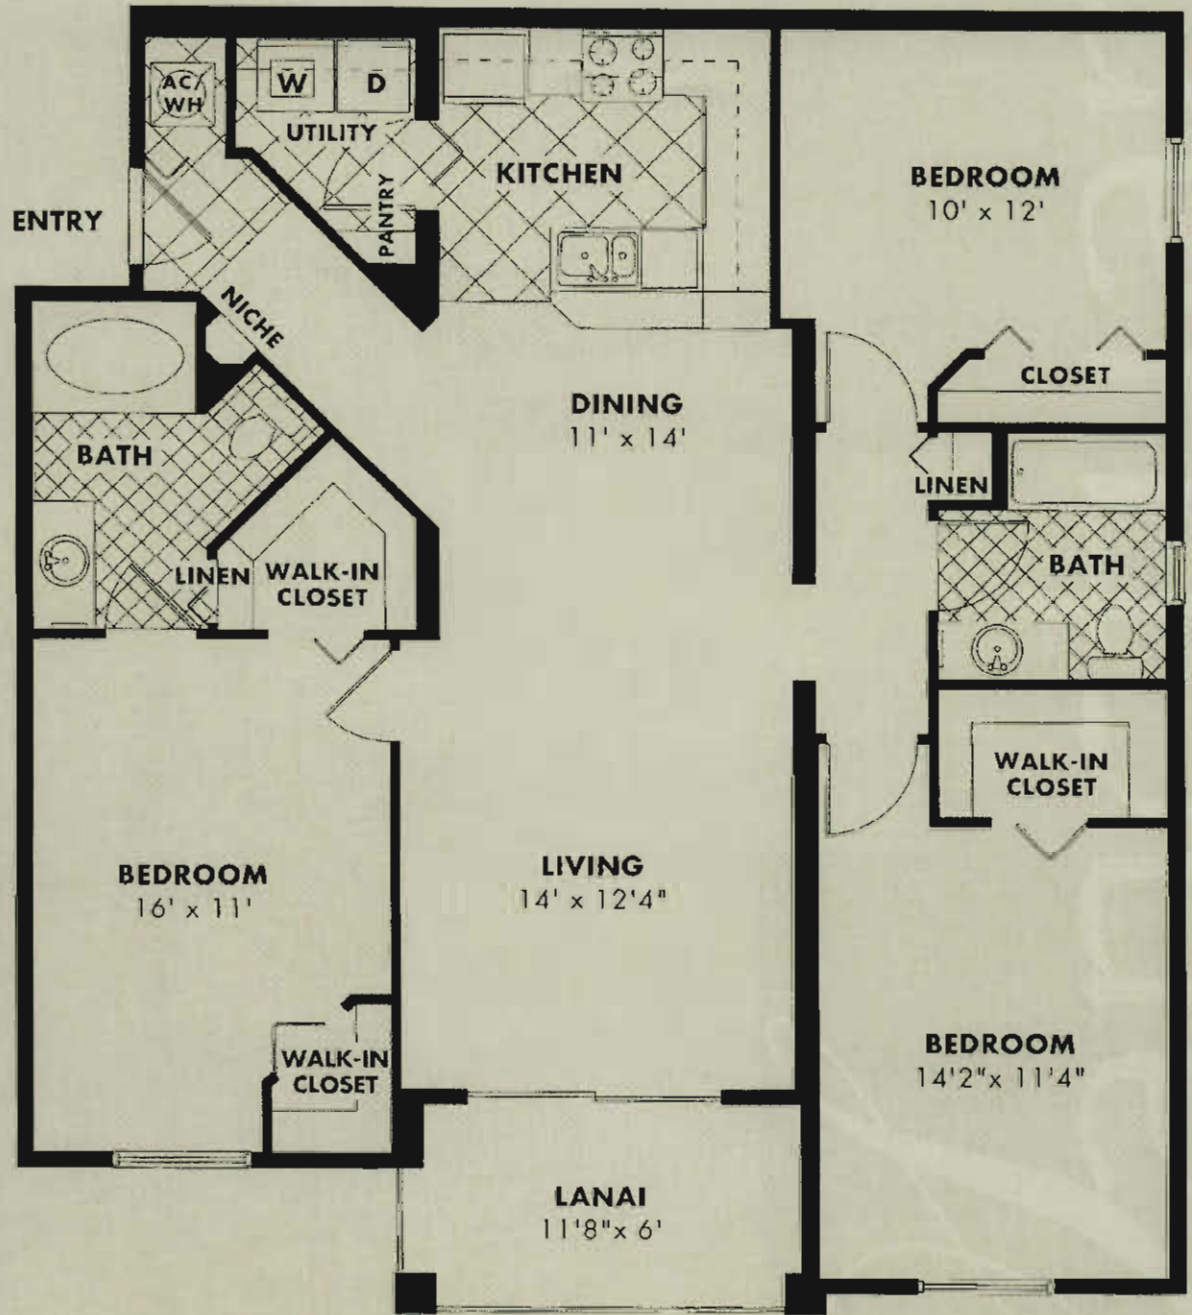 AC/
WH
W
D
UTILITY
KITCHEN
PANTRY
ENTRY
NICHE
BEDROOM
10' x 12'
CLOSET
DINING
11' x 14'
BATH
LINEN
WALK-IN
CLOSET
LINEN
BATH
WALK-IN
CLOSET
BEDROOM
16' x 11'
LIVING
14' x 12'4"
WALK-IN
CLOSET
BEDROOM
14'2"x 11'4"
LANAI
11'8"x 6'